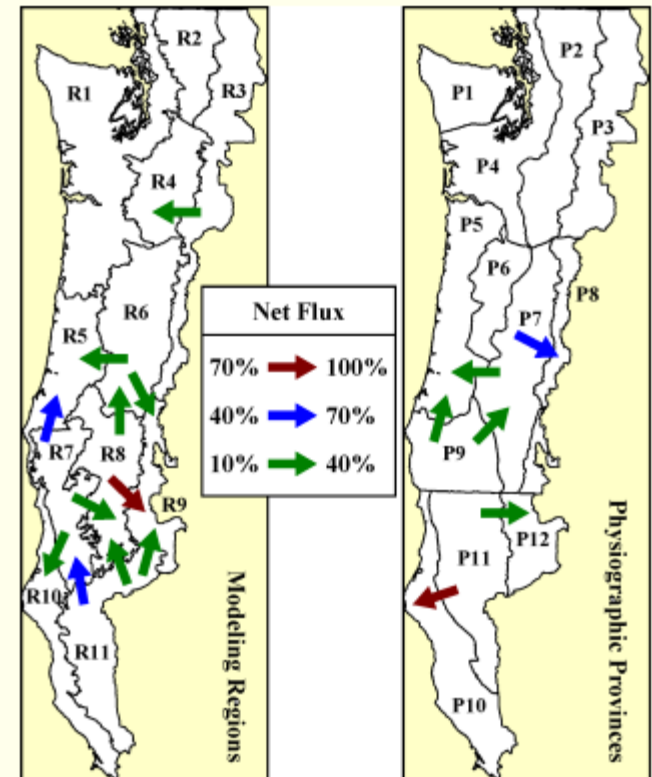 R1
R2
R3
R4
R5
R6
R7
R8
R9
R10
R11
Modeling Regions
Net Flux
70% 100%
40% 70%
10% 40%
P1
P2
P3
P4
P5
P6
P7
P8
P9
P10
P11
P12
Physiographic Provinces